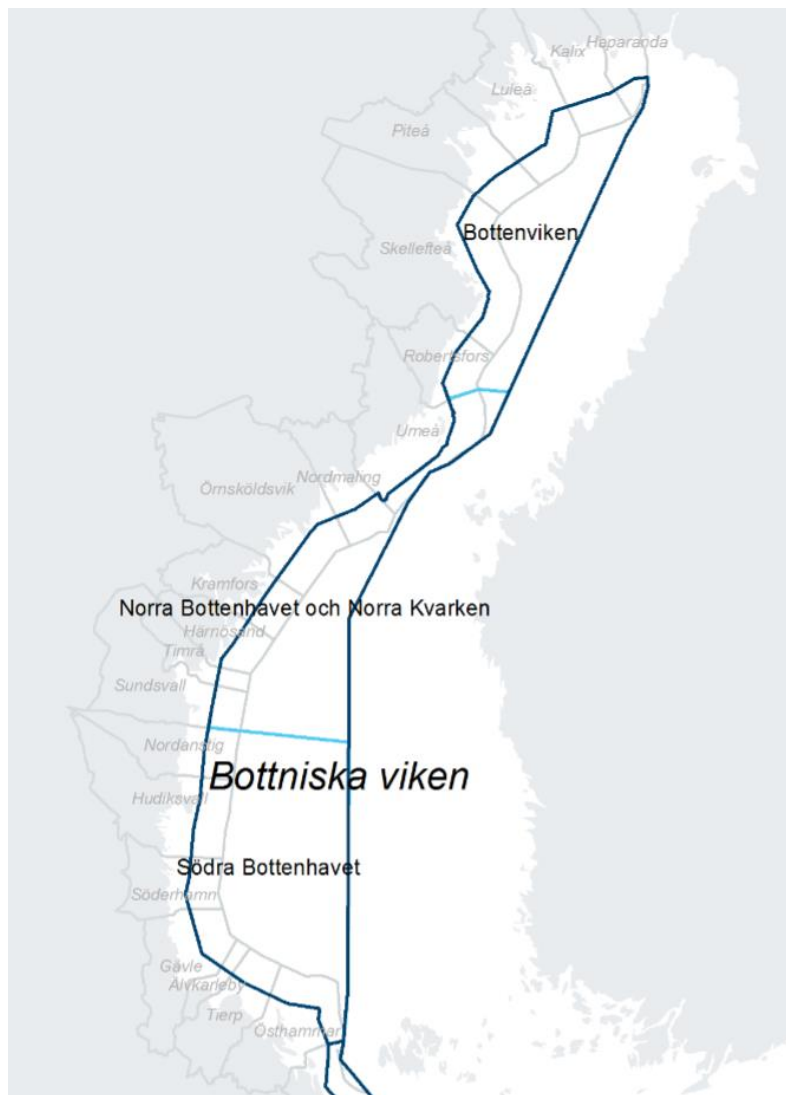 Haparanda
Kalix
Luleå
Piteå
Bottenviken
Skellefteå
Robertsfors
Umeå
Nordmaling
Örnsköldsvik
Kramfors
Norra Bottenhavet och Norra Kvarken
Härnösand
Timrå
Sundsvall
Nordanstig
Bottniska viken
Hudiksvall
Södra Bottenhavet
Söderhamn
Gävle
Älvkarleby
Tierp
Östhammar